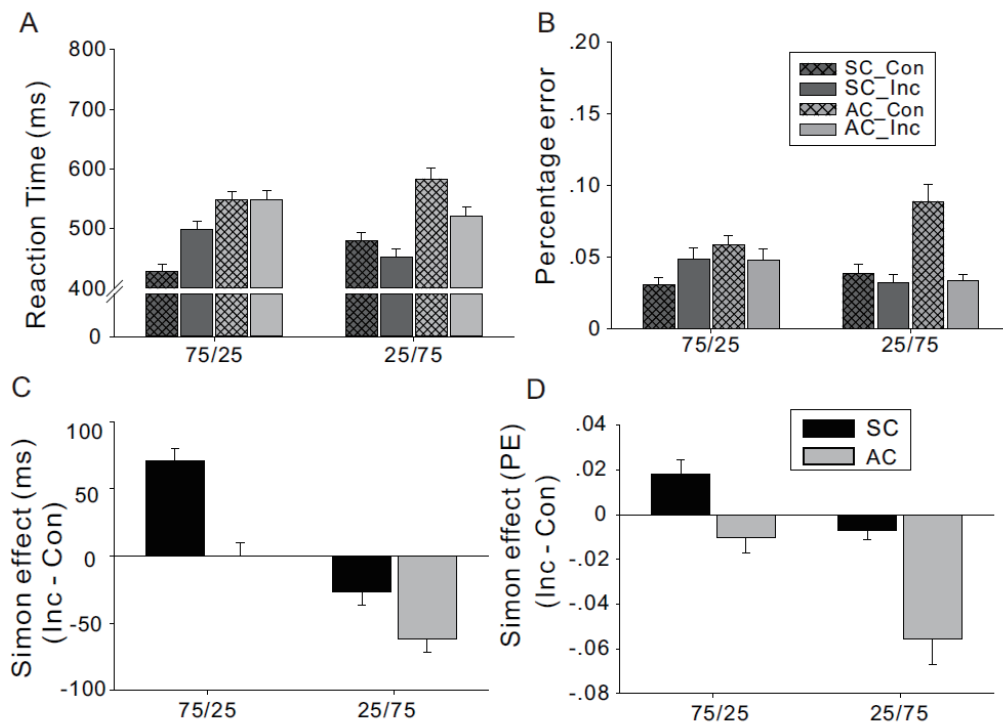 A
Reaction Time (ms)
800
700
600
500
400
0
75/25
25/75
B
Percentage error
.20
.15
.10
.05
0
SC_Con
SC_Inc
AC_Con
AC_Inc
75/25
25/75
C
Simon effect (ms)
(Inc - Con)
100
50
0
-50
-100
75/25
25/75
D
Simon effect (PE)
(Inc - Con)
.04
.02
0
-.02
-.04
-.06
-.08
SC
AC
75/25
25/75